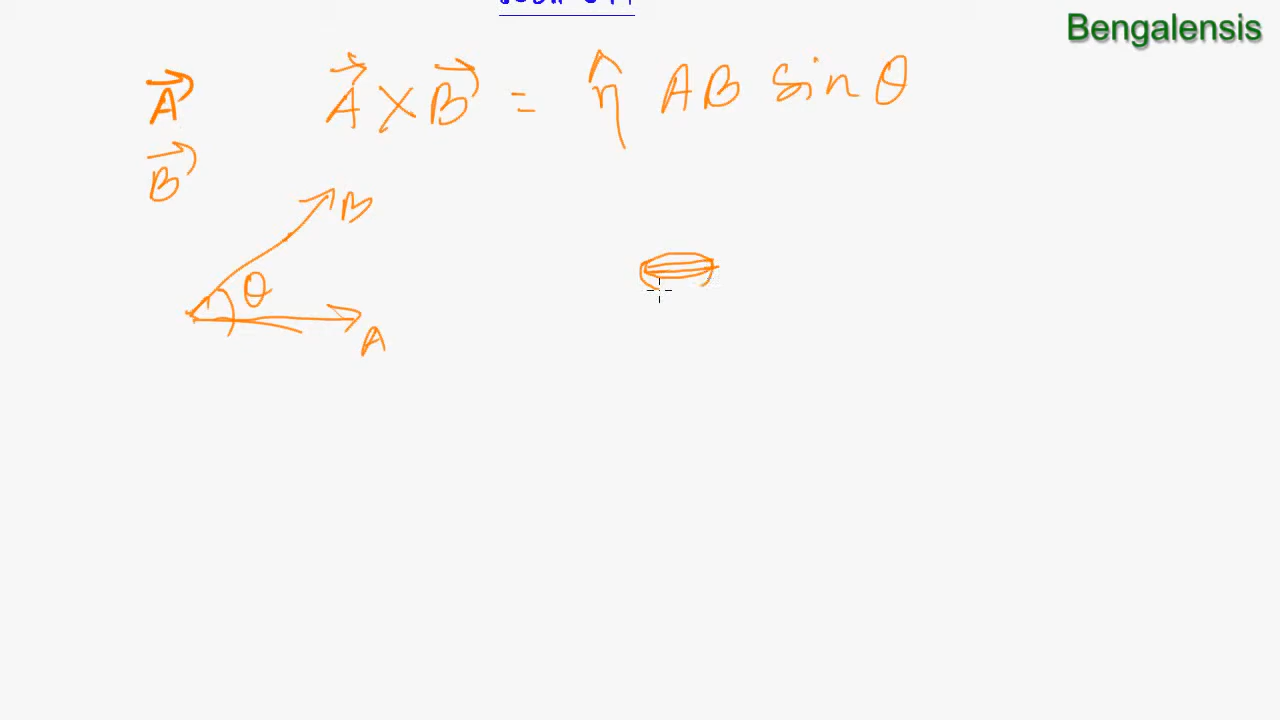 Bengalensis
A⃗ A⃗ × B⃗ = η̂ AB sin θ
B⃗
B
θ
A